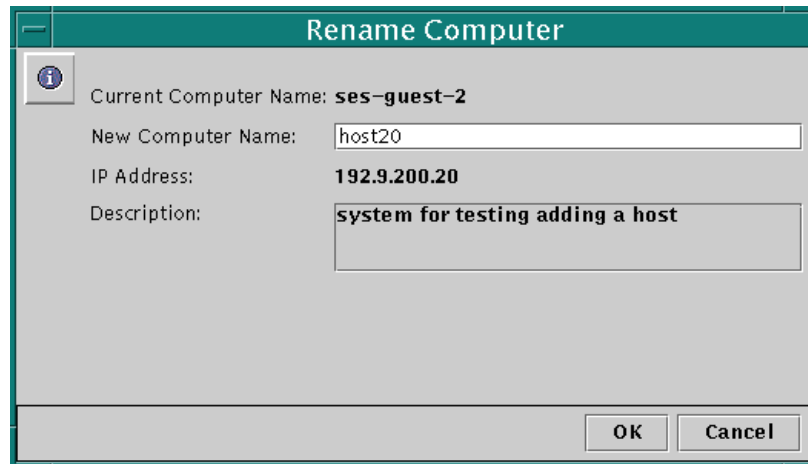 Rename Computer
Current Computer Name: ses-guest-2
New Computer Name: host20
IP Address: 192.9.200.20
Description: system for testing adding a host
OK Cancel